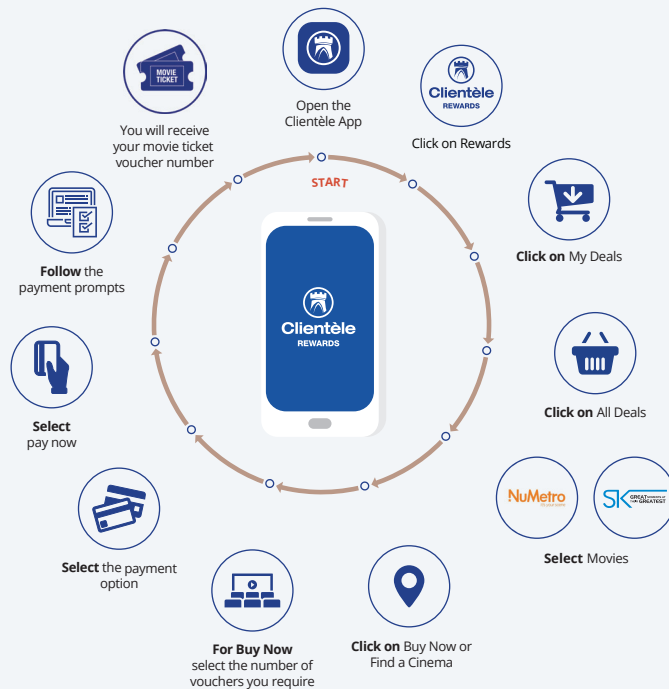 Open the
Clientèle App
Clientèle
REWARDS
Click on Rewards
Click on My Deals
Click on All Deals
NuMetro
SK
GREAT
GREATEST
Select Movies
Click on Buy Now or
Find a Cinema
For Buy Now
select the number of
vouchers you require
Select the payment
option
Select
pay now
Follow the
payment prompts
MOVIE
TICKET
You will receive
your movie ticket
voucher number
START
Clientèle
REWARDS